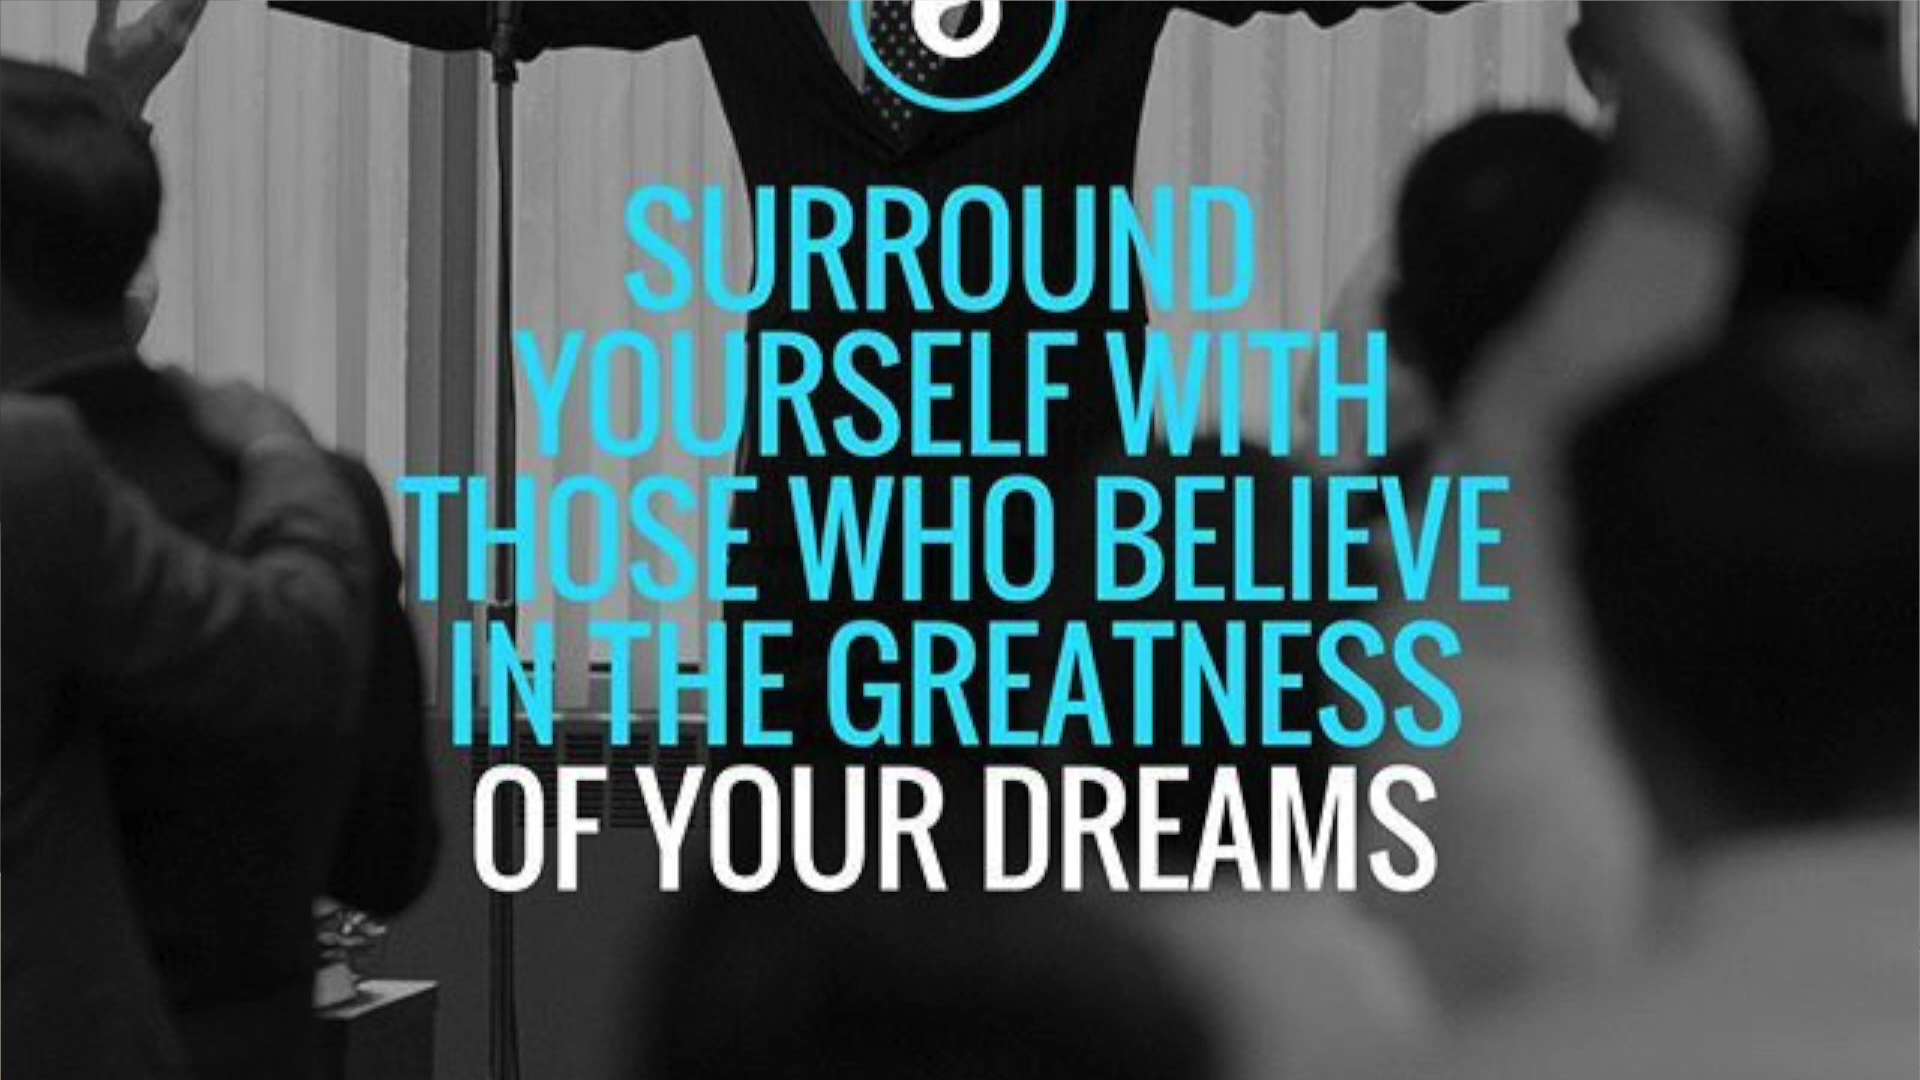 SURROUND
YOURSELF WITH
THOSE WHO BELIEVE
IN THE GREATNESS
OF YOUR DREAMS